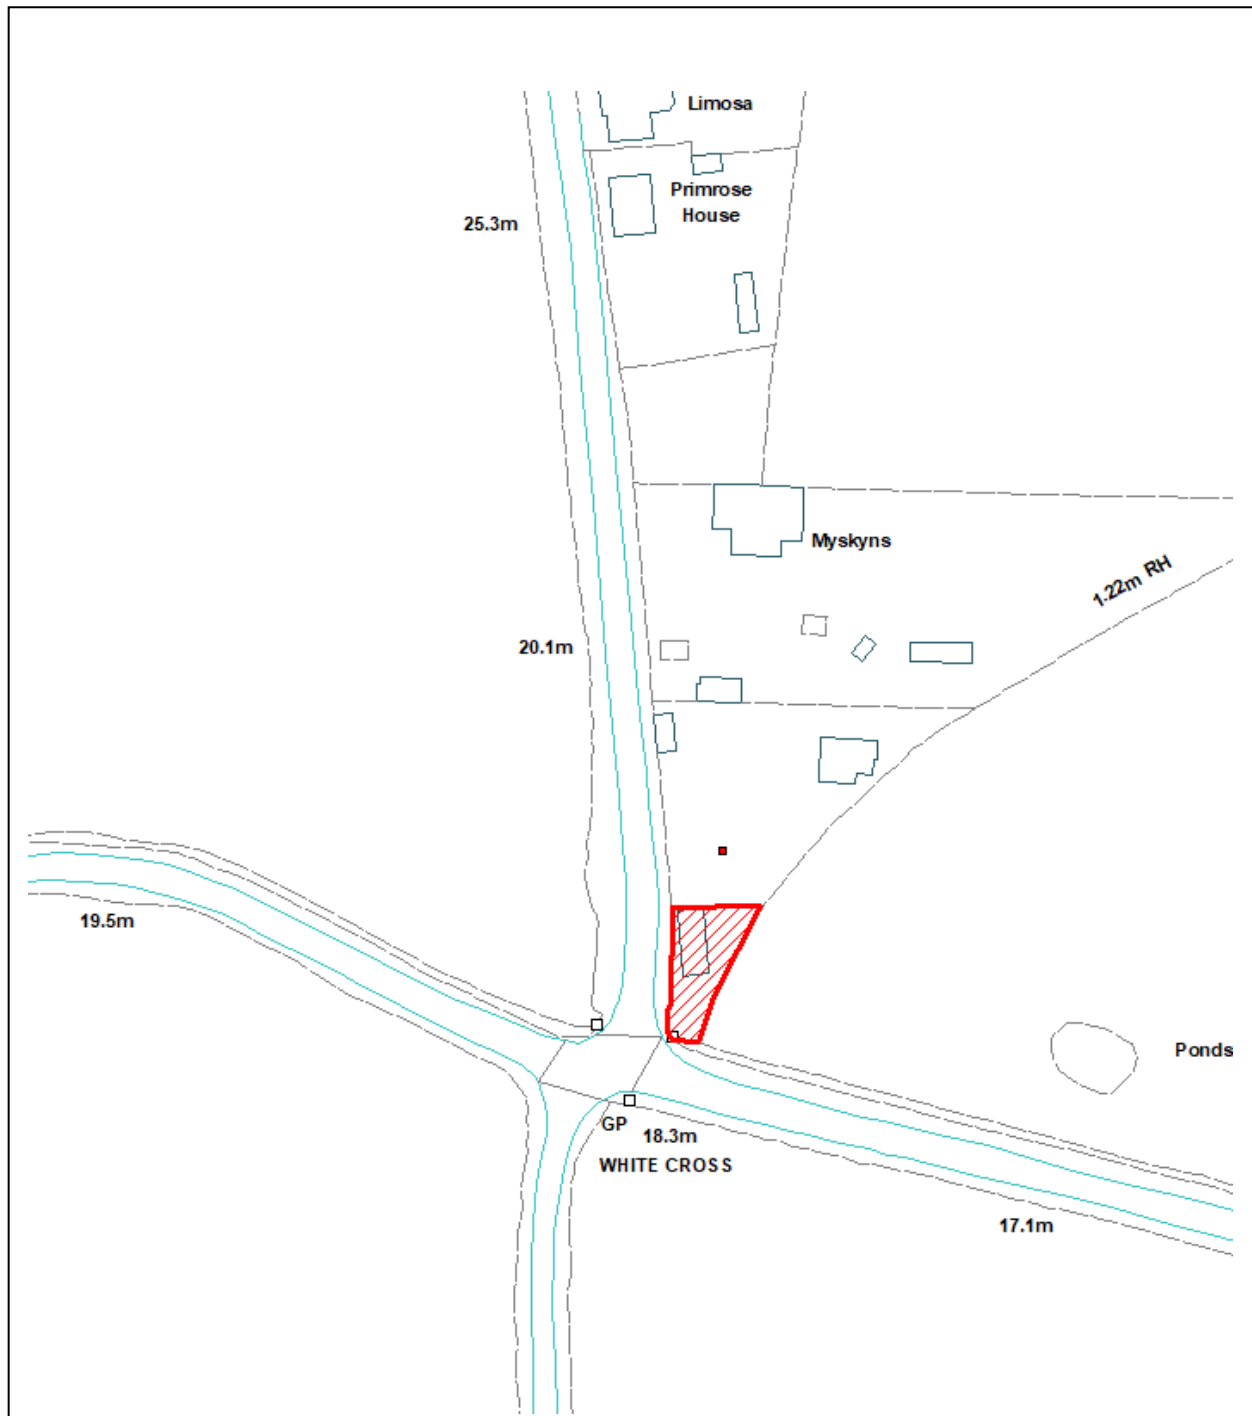 Limosa
Primrose
House
25.3m
Myskyns
1.22m RH
20.1m
19.5m
Ponds
GP
18.3m
WHITE CROSS
17.1m